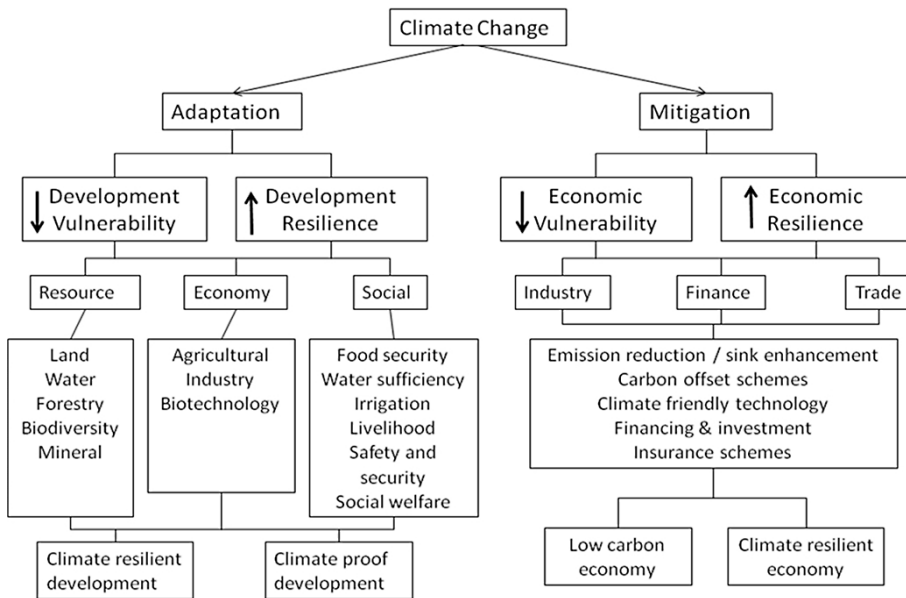 Climate Change
Adaptation
Mitigation
Development
Vulnerability
Development
Resilience
Economic
Vulnerability
Economic
Resilience
Resource
Economy
Social
Industry
Finance
Trade
Land
Water
Forestry
Biodiversity
Mineral
Agricultural
Industry
Biotechnology
Food security
Water sufficiency
Irrigation
Livelihood
Safety and
security
Social welfare
Emission reduction / sink enhancement
Carbon offset schemes
Climate friendly technology
Financing & investment
Insurance schemes
Climate resilient
development
Climate proof
development
Low carbon
economy
Climate resilient
economy